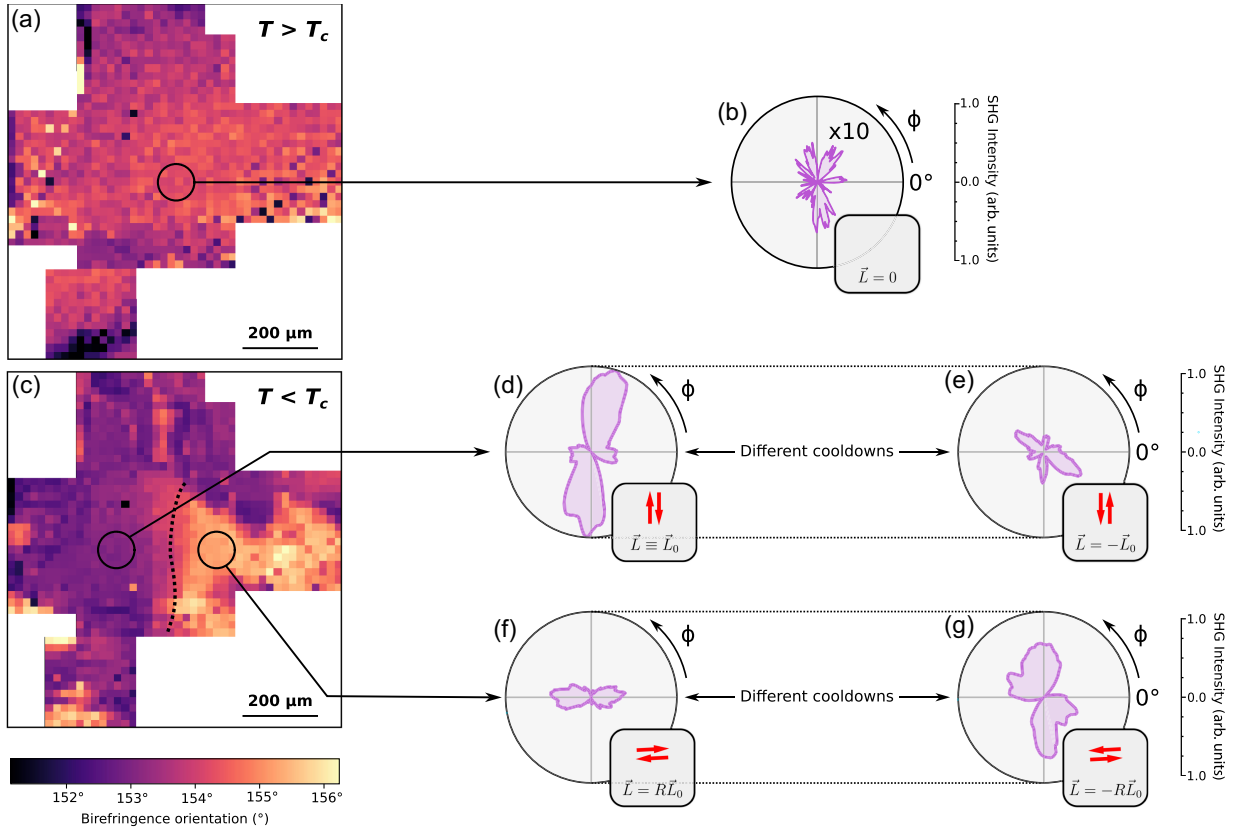 (a)
T > T_c
200 μm
(b)
x10
ϕ
0°
1.0
0.0
1.0
SHG Intensity (arb. units)
L⃗ = 0
(c)
T < T_c
200 μm
(d)
ϕ
L⃗ ≡ L⃗₀
Different cooldowns
(e)
ϕ
0°
L⃗ = −L⃗₀
1.0
0.0
1.0
SHG Intensity (arb. units)
(f)
ϕ
L⃗ = RL⃗₀
Different cooldowns
(g)
ϕ
0°
L⃗ = −RL⃗₀
1.0
0.0
1.0
SHG Intensity (arb. units)
152° 153° 154° 155° 156°
Birefringence orientation (°)